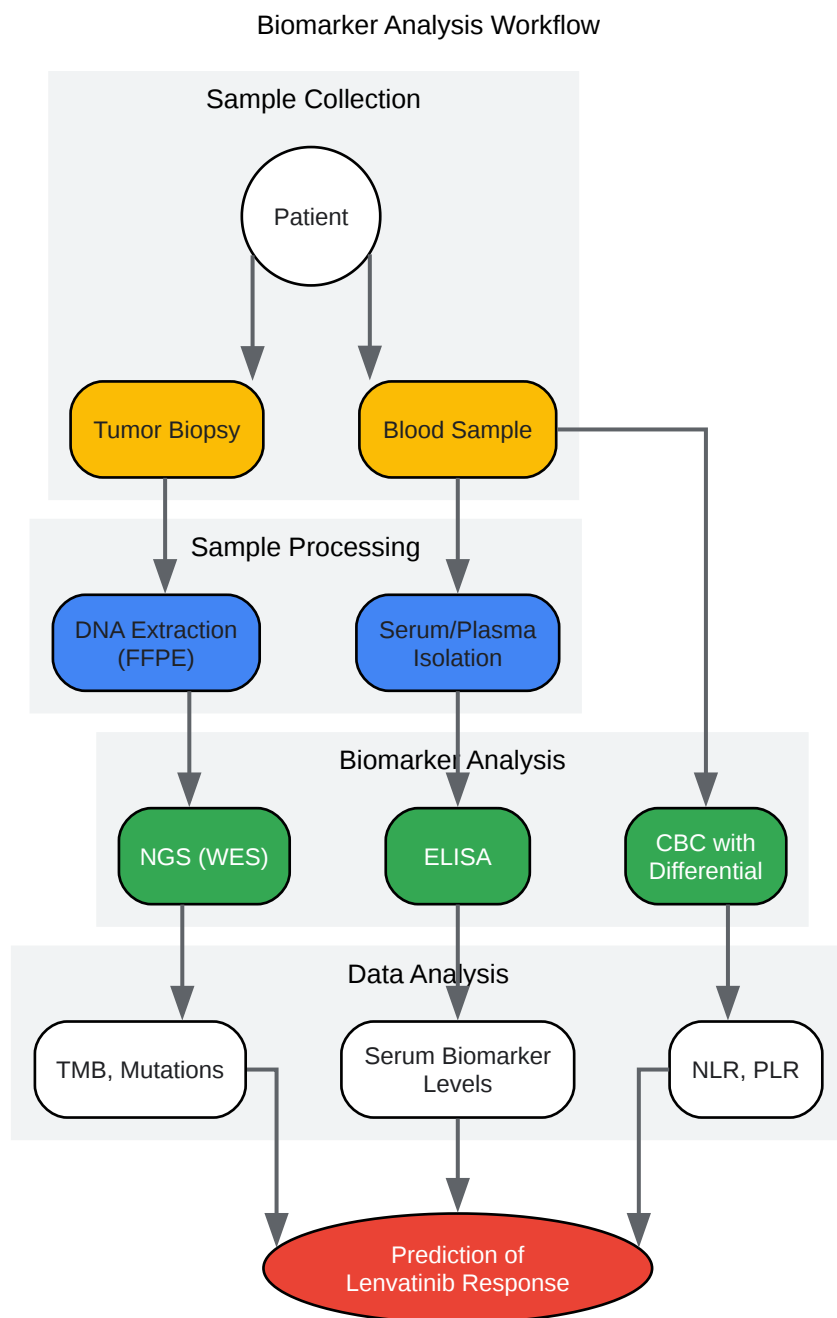 Biomarker Analysis Workflow
Sample Collection
Patient
Tumor Biopsy
Blood Sample
Sample Processing
DNA Extraction
(FFPE)
Serum/Plasma
Isolation
Biomarker Analysis
NGS (WES)
ELISA
CBC with
Differential
Data Analysis
TMB, Mutations
Serum Biomarker
Levels
NLR, PLR
Prediction of
Lenvatinib Response